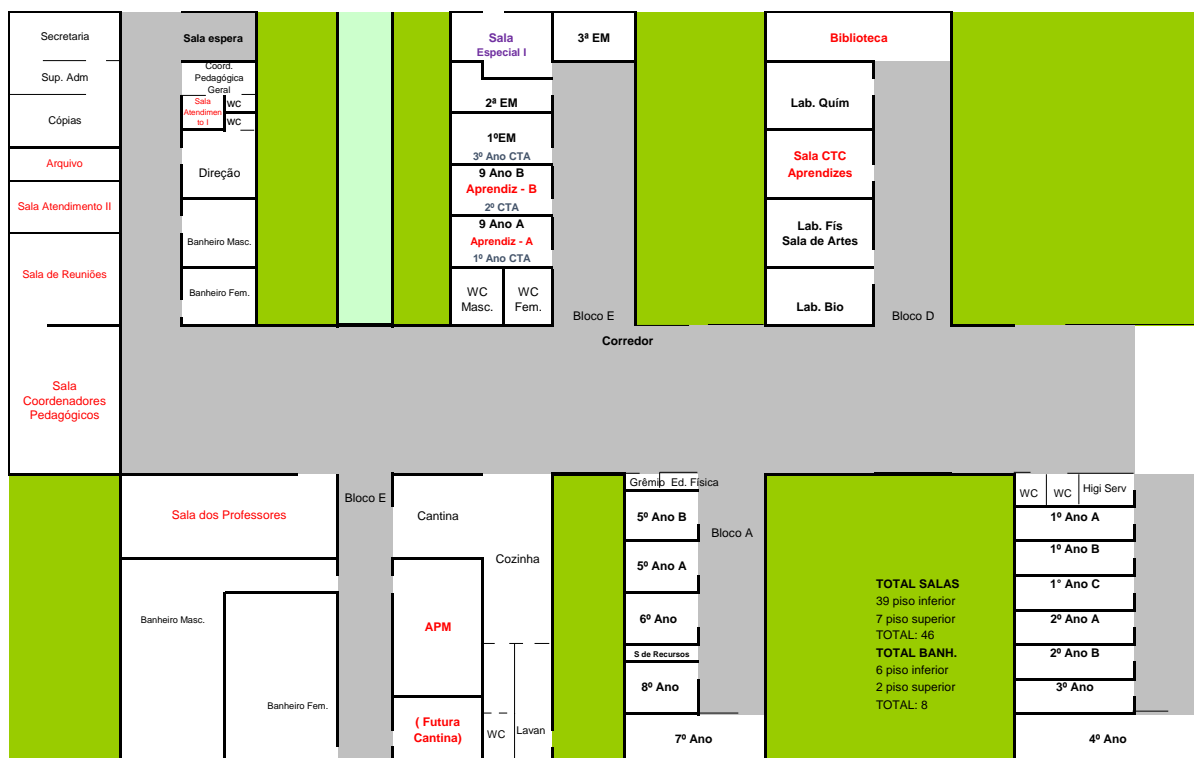 Secretaria
Sup. Adm
Cópias
Arquivo
Sala Atendimento II
Sala de Reuniões
Sala
Coordenadores
Pedagógicos
Sala espera
Coord.
Pedagógica
Geral
Sala
Atendimen
to I
WC
WC
Direção
Banheiro Masc.
Banheiro Fem.
Sala
Especial I
3ª EM
2ª EM
1ºEM
3º Ano CTA
9 Ano B
Aprendiz - B
2º CTA
9 Ano A
Aprendiz - A
1º Ano CTA
WC
Masc.
WC
Fem.
Bloco E
Biblioteca
Lab. Quím
Sala CTC
Aprendizes
Lab. Fís
Sala de Artes
Lab. Bio
Bloco D
Corredor
Sala dos Professores
Banheiro Masc.
Banheiro Fem.
Bloco E
Cantina
Cozinha
APM
( Futura
Cantina)
WC
Lavan
Grêmio Ed. Física
5º Ano B
5º Ano A
6º Ano
S de Recursos
8º Ano
7º Ano
Bloco A
TOTAL SALAS
39 piso inferior
7 piso superior
TOTAL: 46
TOTAL BANH.
6 piso inferior
2 piso superior
TOTAL: 8
WC
WC
Higi Serv
1º Ano A
1º Ano B
1° Ano C
2º Ano A
2º Ano B
3º Ano
4º Ano